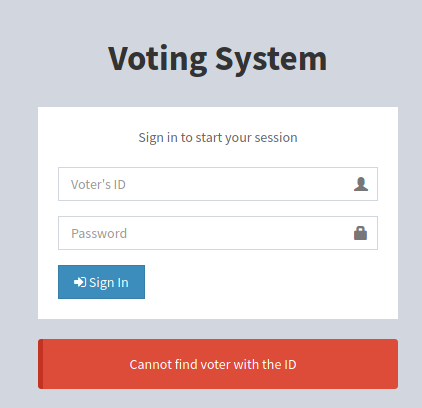 Voting System
Sign in to start your session
Voter's ID
Password
Sign In
Cannot find voter with the ID